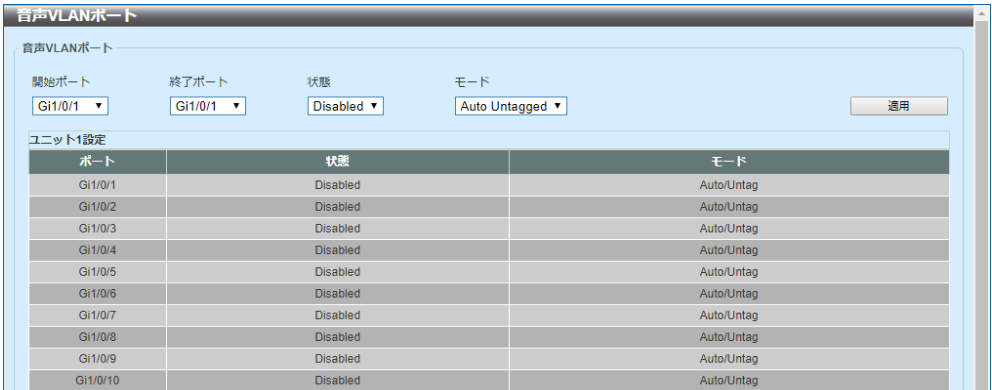 音声VLANポート
音声VLANポート
開始ポート 終了ポート 状態 モード
Gi1/0/1 Gi1/0/1 Disabled Auto Untagged 適用
ユニット1設定
ポート 状態 モード
Gi1/0/1 Disabled Auto/Untag
Gi1/0/2 Disabled Auto/Untag
Gi1/0/3 Disabled Auto/Untag
Gi1/0/4 Disabled Auto/Untag
Gi1/0/5 Disabled Auto/Untag
Gi1/0/6 Disabled Auto/Untag
Gi1/0/7 Disabled Auto/Untag
Gi1/0/8 Disabled Auto/Untag
Gi1/0/9 Disabled Auto/Untag
Gi1/0/10 Disabled Auto/Untag